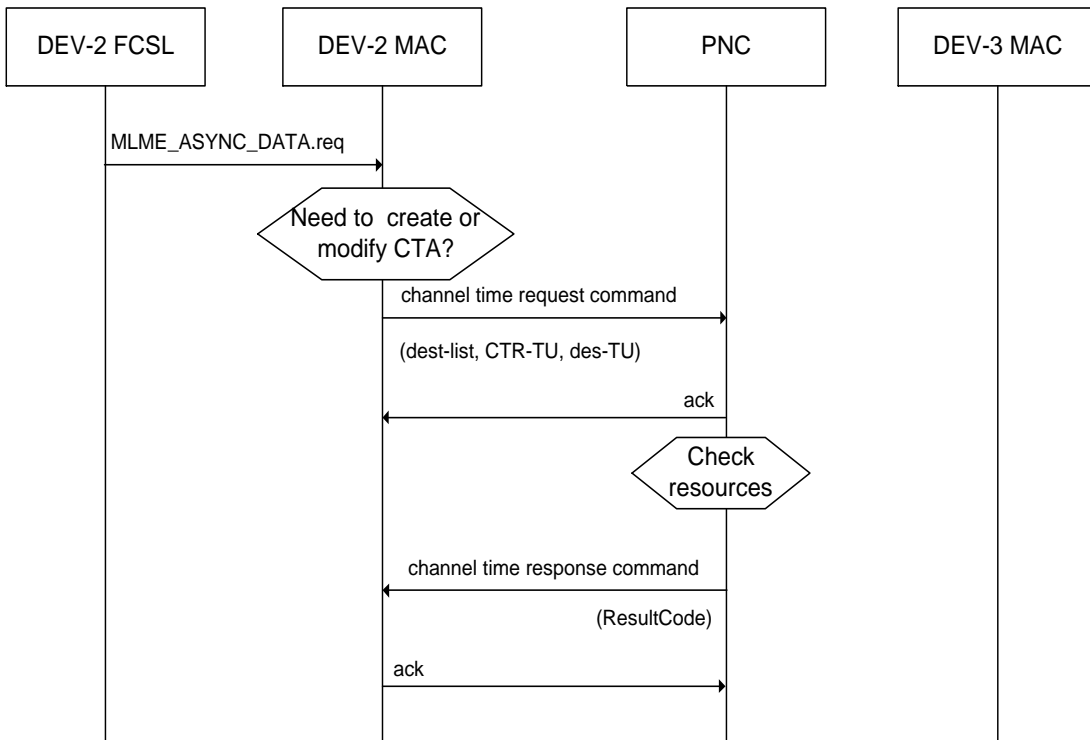 DEV-2 FCSL
DEV-2 MAC
PNC
DEV-3 MAC
MLME_ASYNC_DATA.req
Need to create or
modify CTA?
channel time request command
(dest-list, CTR-TU, des-TU)
ack
Check
resources
channel time response command
(ResultCode)
ack